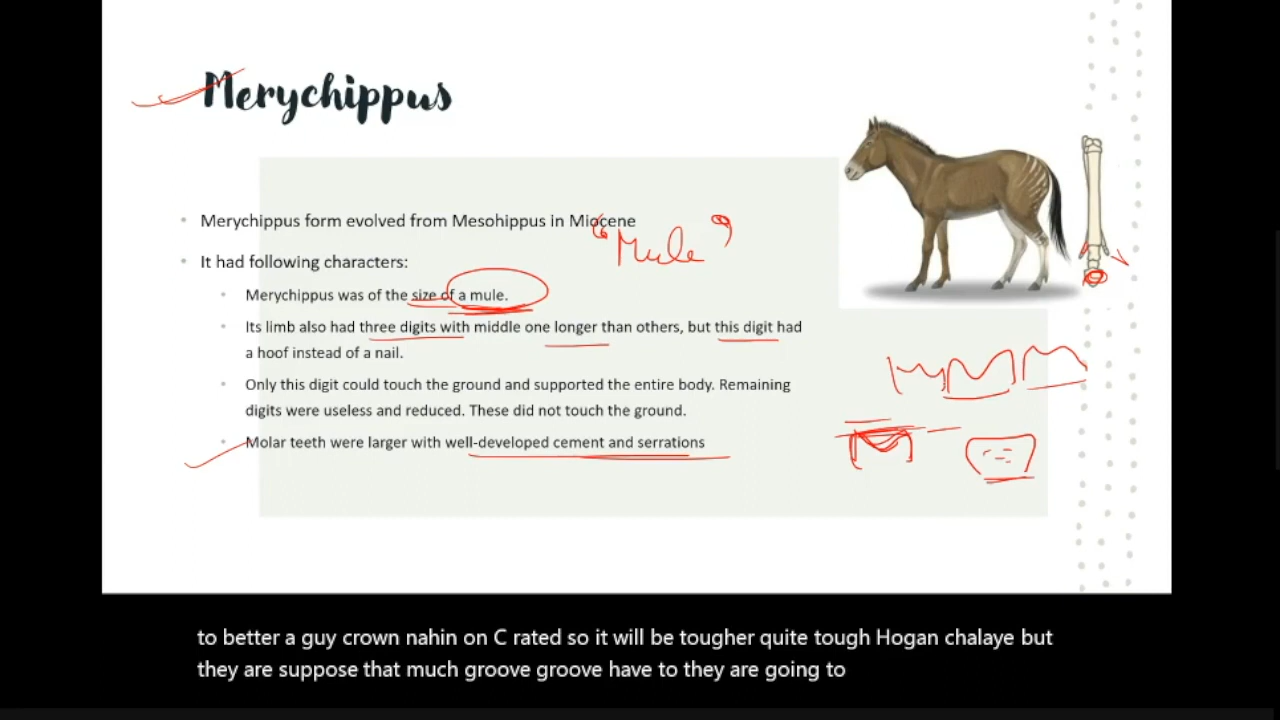 Merychippus
Merychippus form evolved from Mesohippus in Miocene
"Mule"
It had following characters:
Merychippus was of the size of a mule.
Its limb also had three digits with middle one longer than others, but this digit had
a hoof instead of a nail.
Only this digit could touch the ground and supported the entire body. Remaining
digits were useless and reduced. These did not touch the ground.
Molar teeth were larger with well-developed cement and serrations
to better a guy crown nahin on C rated so it will be tougher quite tough Hogan chalaye but
they are suppose that much groove groove have to they are going to